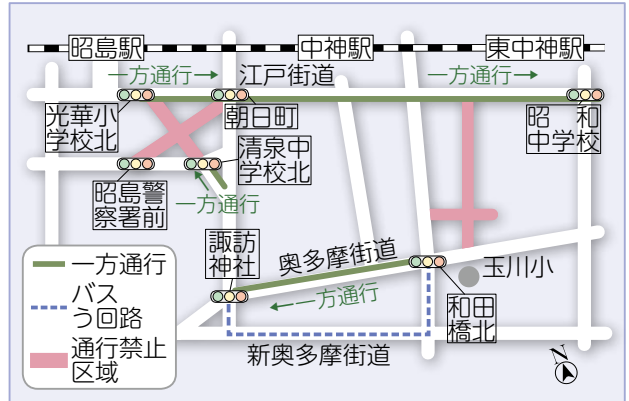 昭島駅
中神駅
東中神駅
一方通行
江戸街道
一方通行
光華小
学校北
朝日町
昭和
中学校
清泉中
学校北
昭島警
察署前
一方通行
諏訪
神社
奥多摩街道
玉川小
一方通行
和田
橋北
新奥多摩街道
一方通行
バス
う回路
通行禁止
区域
N